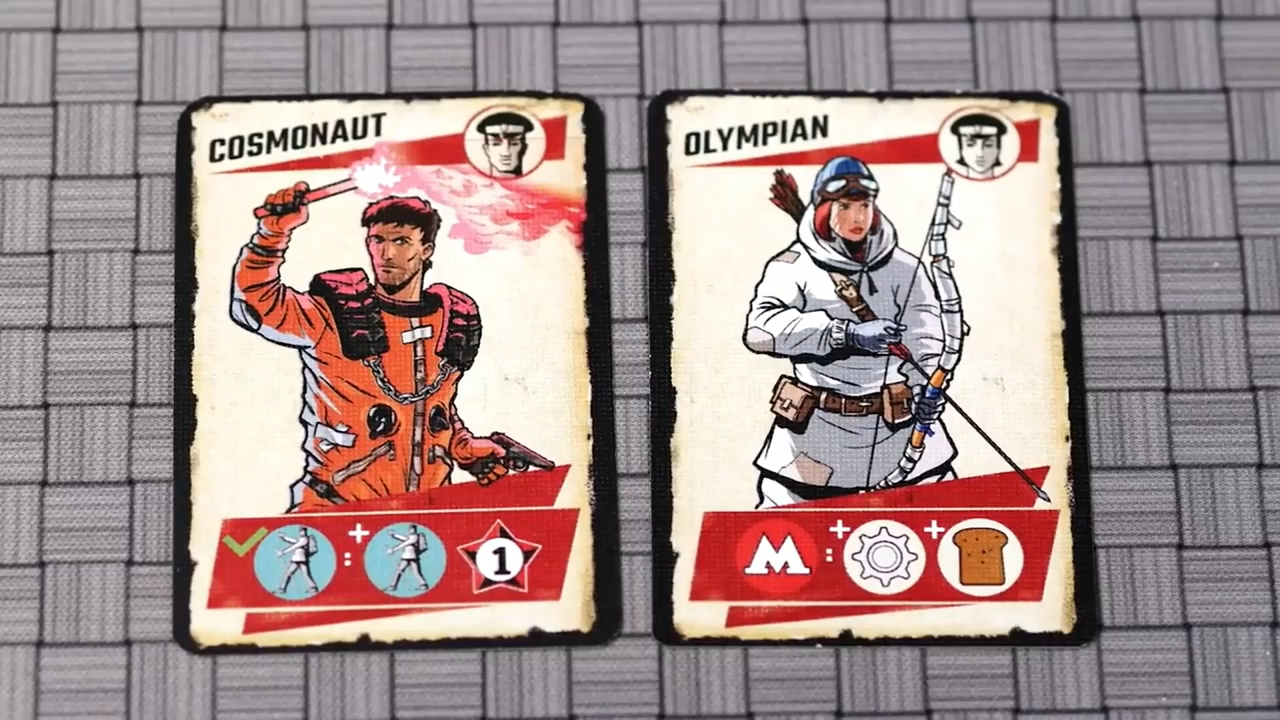 COSMONAUT
OLYMPIAN
+
:
1
M
:
+
+